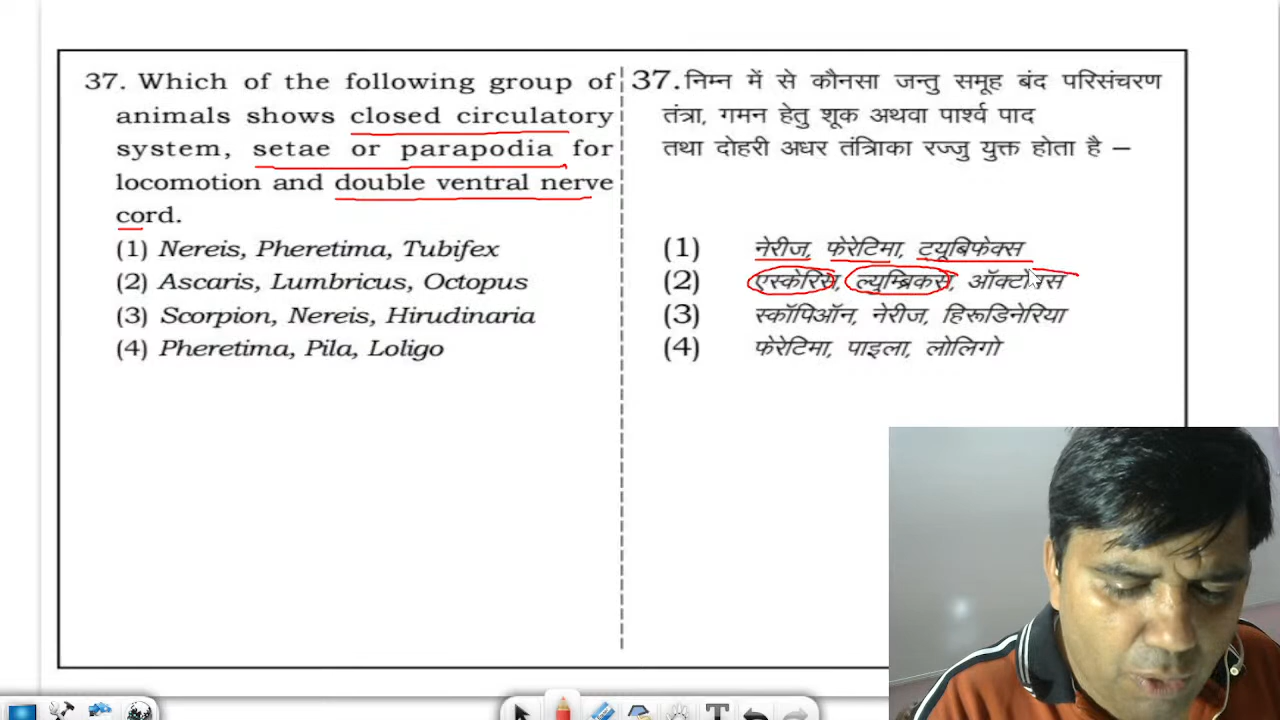 37. Which of the following group of
animals shows closed circulatory
system, setae or parapodia for
locomotion and double ventral nerve
cord.
(1) Nereis, Pheretima, Tubifex
(2) Ascaris, Lumbricus, Octopus
(3) Scorpion, Nereis, Hirudinaria
(4) Pheretima, Pila, Loligo
37. निम्न में से कौनसा जन्तु समूह बंद परिसंचरण
तंत्रा, गमन हेतु शूक अथवा पार्श्व पाद
तथा दोहरी अधर तंत्रिाका रज्जु युक्त होता है –
(1) नेरीज, फेरेटिमा, ट्यूबिफेक्स
(2) एस्केरिस, ल्युम्ब्रिकस, ऑक्टोपस
(3) स्कॉपिऑन, नेरीज, हिरूडिनेरिया
(4) फेरेटिमा, पाइला, लोलिगो